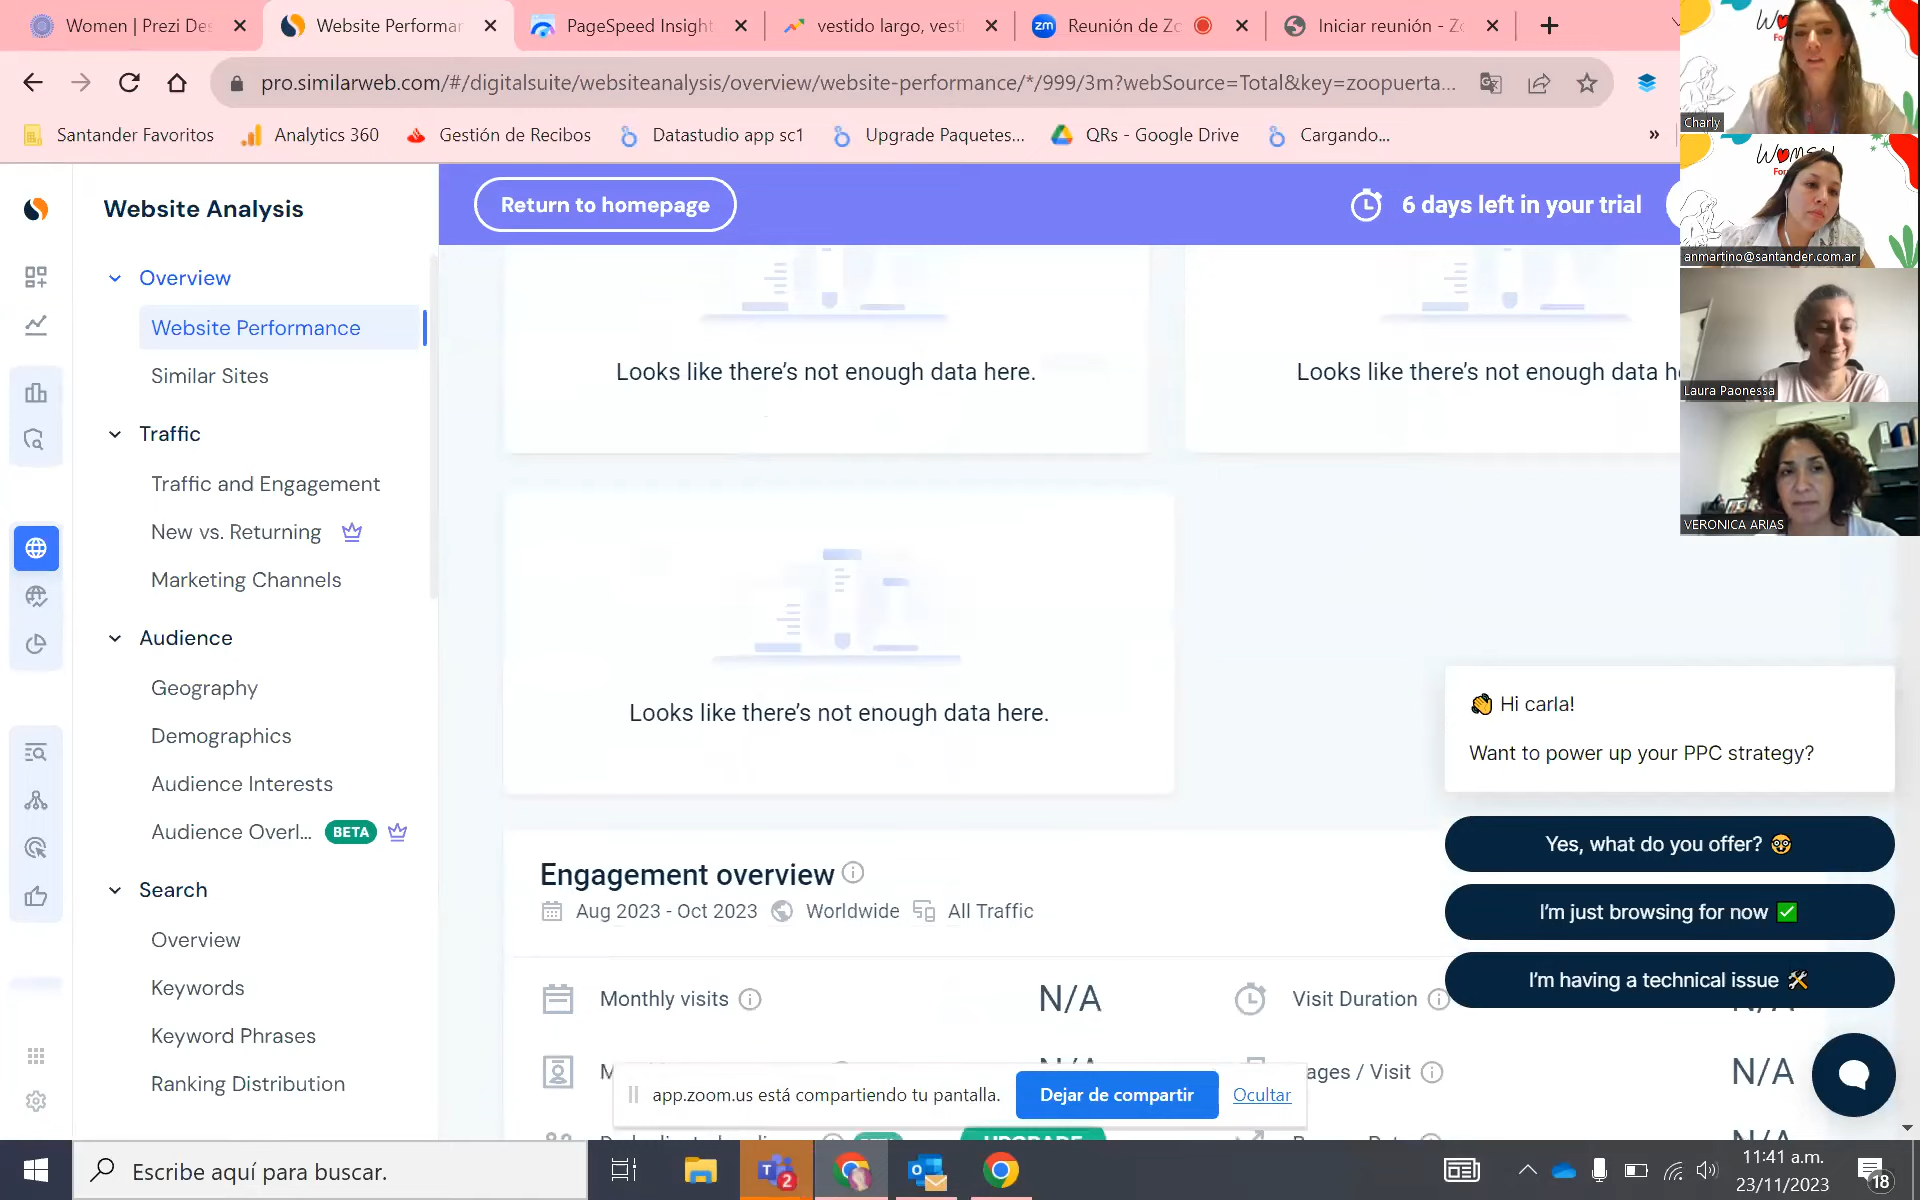 Women | Prezi Des
Website Performar
PageSpeed Insight
vestido largo, vesti
Reunión de Zo
Iniciar reunión - Zo
pro.similarweb.com/#/digitalsuite/websiteanalysis/overview/website-performance/*/999/3m?webSource=Total&key=zoopuerta...
Santander Favoritos
Analytics 360
Gestión de Recibos
Datastudio app sc1
Upgrade Paquetes...
QRs - Google Drive
Cargando...
»
Charly
Women
anmartino@santander.com.ar
Laura Paonessa
VERONICA ARIAS
Website Analysis
Return to homepage
6 days left in your trial
Overview
Website Performance
Similar Sites
Traffic
Traffic and Engagement
New vs. Returning
Marketing Channels
Audience
Geography
Demographics
Audience Interests
Audience Overl... BETA
Search
Overview
Keywords
Keyword Phrases
Ranking Distribution
Looks like there's not enough data here.
Looks like there's not enough data h
Looks like there's not enough data here.
Engagement overview
Aug 2023 - Oct 2023 Worldwide All Traffic
Monthly visits N/A
Visit Duration
N/A
ages / Visit N/A
UPGRADE
N/A
Hi carla!
Want to power up your PPC strategy?
Yes, what do you offer?
I'm just browsing for now
I'm having a technical issue
app.zoom.us está compartiendo tu pantalla.
Dejar de compartir
Ocultar
Escribe aquí para buscar.
2
11:41 a.m.
23/11/2023
18